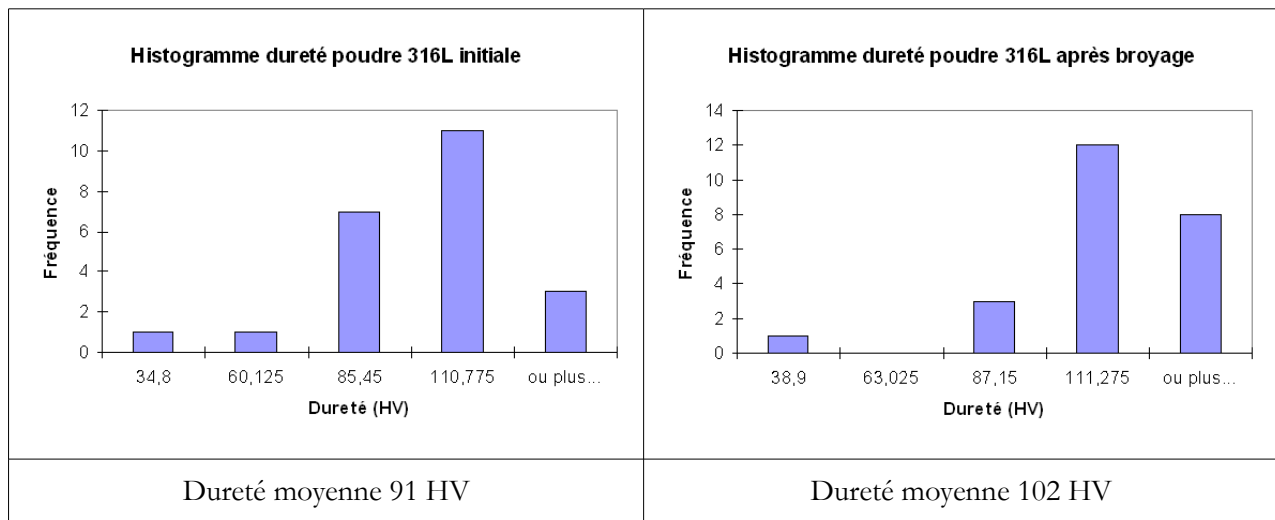 Histogramme dureté poudre 316L initiale
12
10
8
6
4
2
0
Fréquence
34,8 60,125 85,45 110,775 ou plus...
Dureté (HV)
Dureté moyenne 91 HV
Histogramme dureté poudre 316L après broyage
14
12
10
8
6
4
2
0
Fréquence
38,9 63,025 87,15 111,275 ou plus...
Dureté (HV)
Dureté moyenne 102 HV